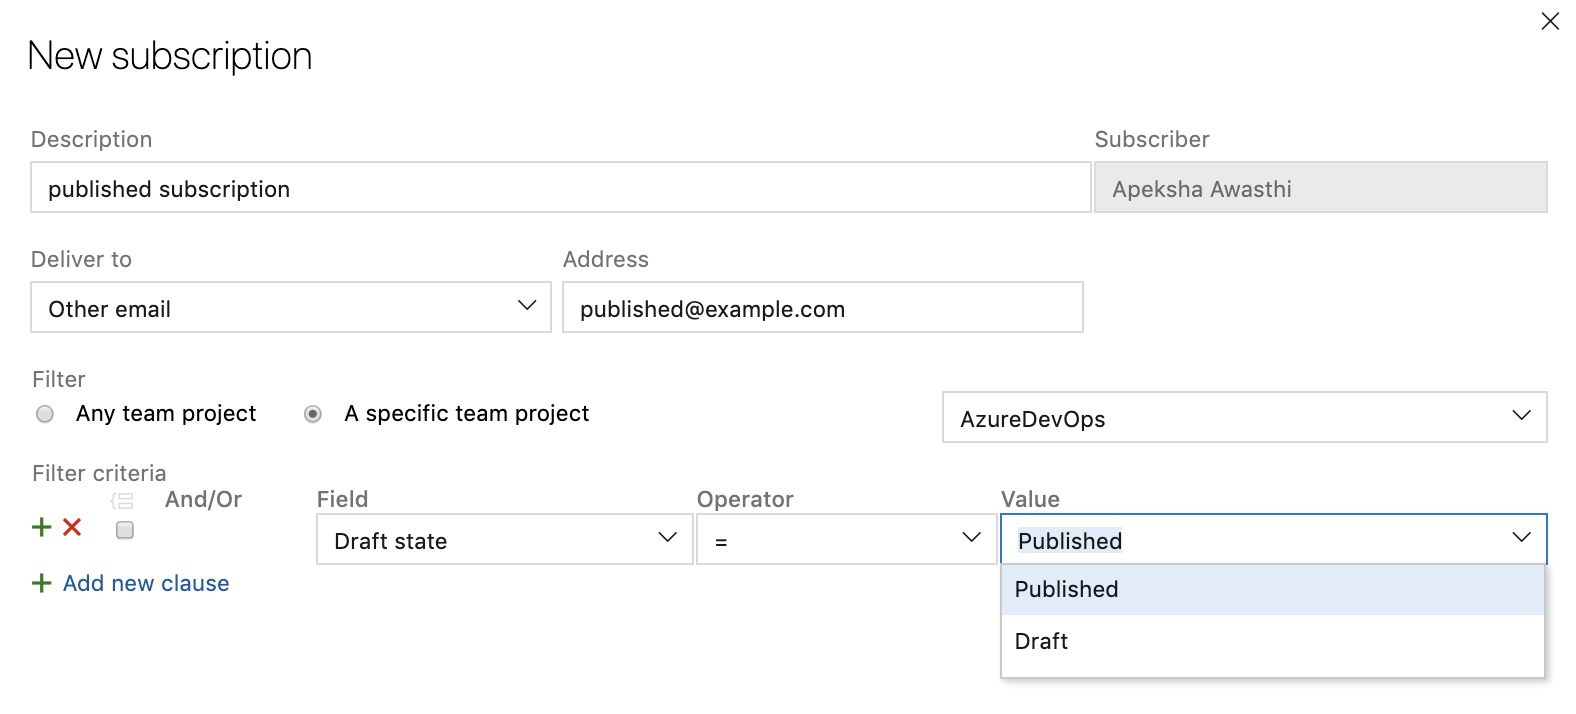 New subscription
Description
Subscriber
published subscription
Apeksha Awasthi
Deliver to
Address
Other email
published@example.com
Filter
Any team project
A specific team project
AzureDevOps
Filter criteria
And/Or
Field
Operator
Value
Draft state
=
Published
Add new clause
Published
Draft